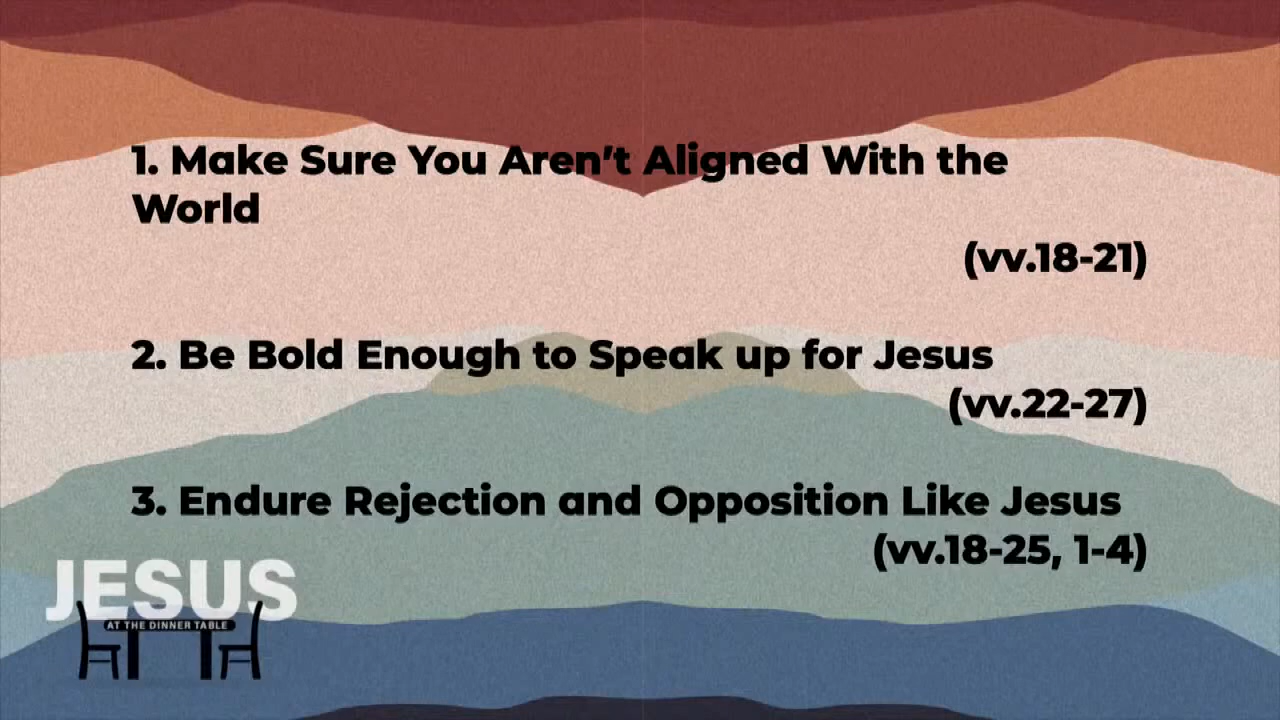 1. Make Sure You Aren’t Aligned With the
World
(vv.18-21)
2. Be Bold Enough to Speak up for Jesus
(vv.22-27)
3. Endure Rejection and Opposition Like Jesus
(vv.18-25, 1-4)
JESUS
AT THE DINNER TABLE